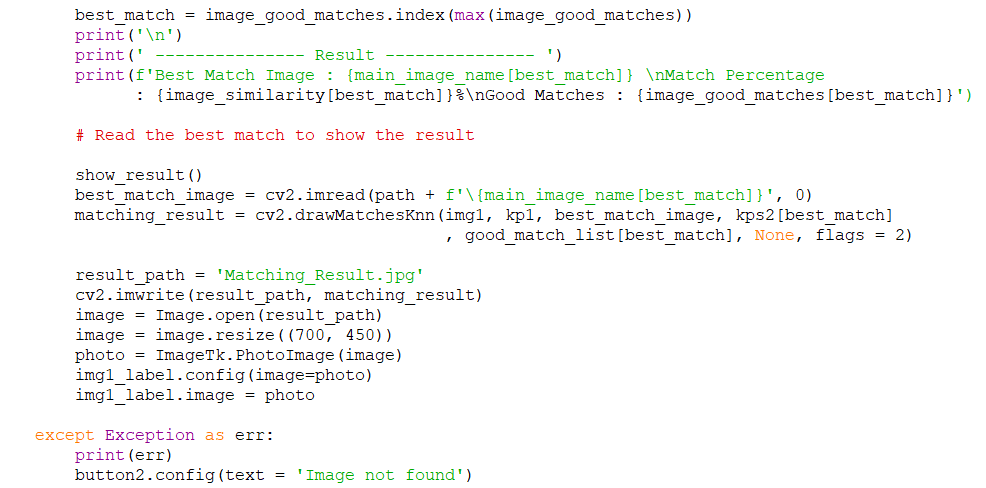 best_match = image_good_matches.index(max(image_good_matches))
print('\n')
print(' --------------- Result --------------- ')
print(f'Best Match Image : {main_image_name[best_match]} \nMatch Percentage
: {image_similarity[best_match]}%\nGood Matches : {image_good_matches[best_match]}')
# Read the best match to show the result
show_result()
best_match_image = cv2.imread(path + f'\{main_image_name[best_match]}', 0)
matching_result = cv2.drawMatchesKnn(img1, kp1, best_match_image, kps2[best_match]
, good_match_list[best_match], None, flags = 2)
result_path = 'Matching_Result.jpg'
cv2.imwrite(result_path, matching_result)
image = Image.open(result_path)
image = image.resize((700, 450))
photo = ImageTk.PhotoImage(image)
img1_label.config(image=photo)
img1_label.image = photo
except Exception as err:
print(err)
button2.config(text = 'Image not found')